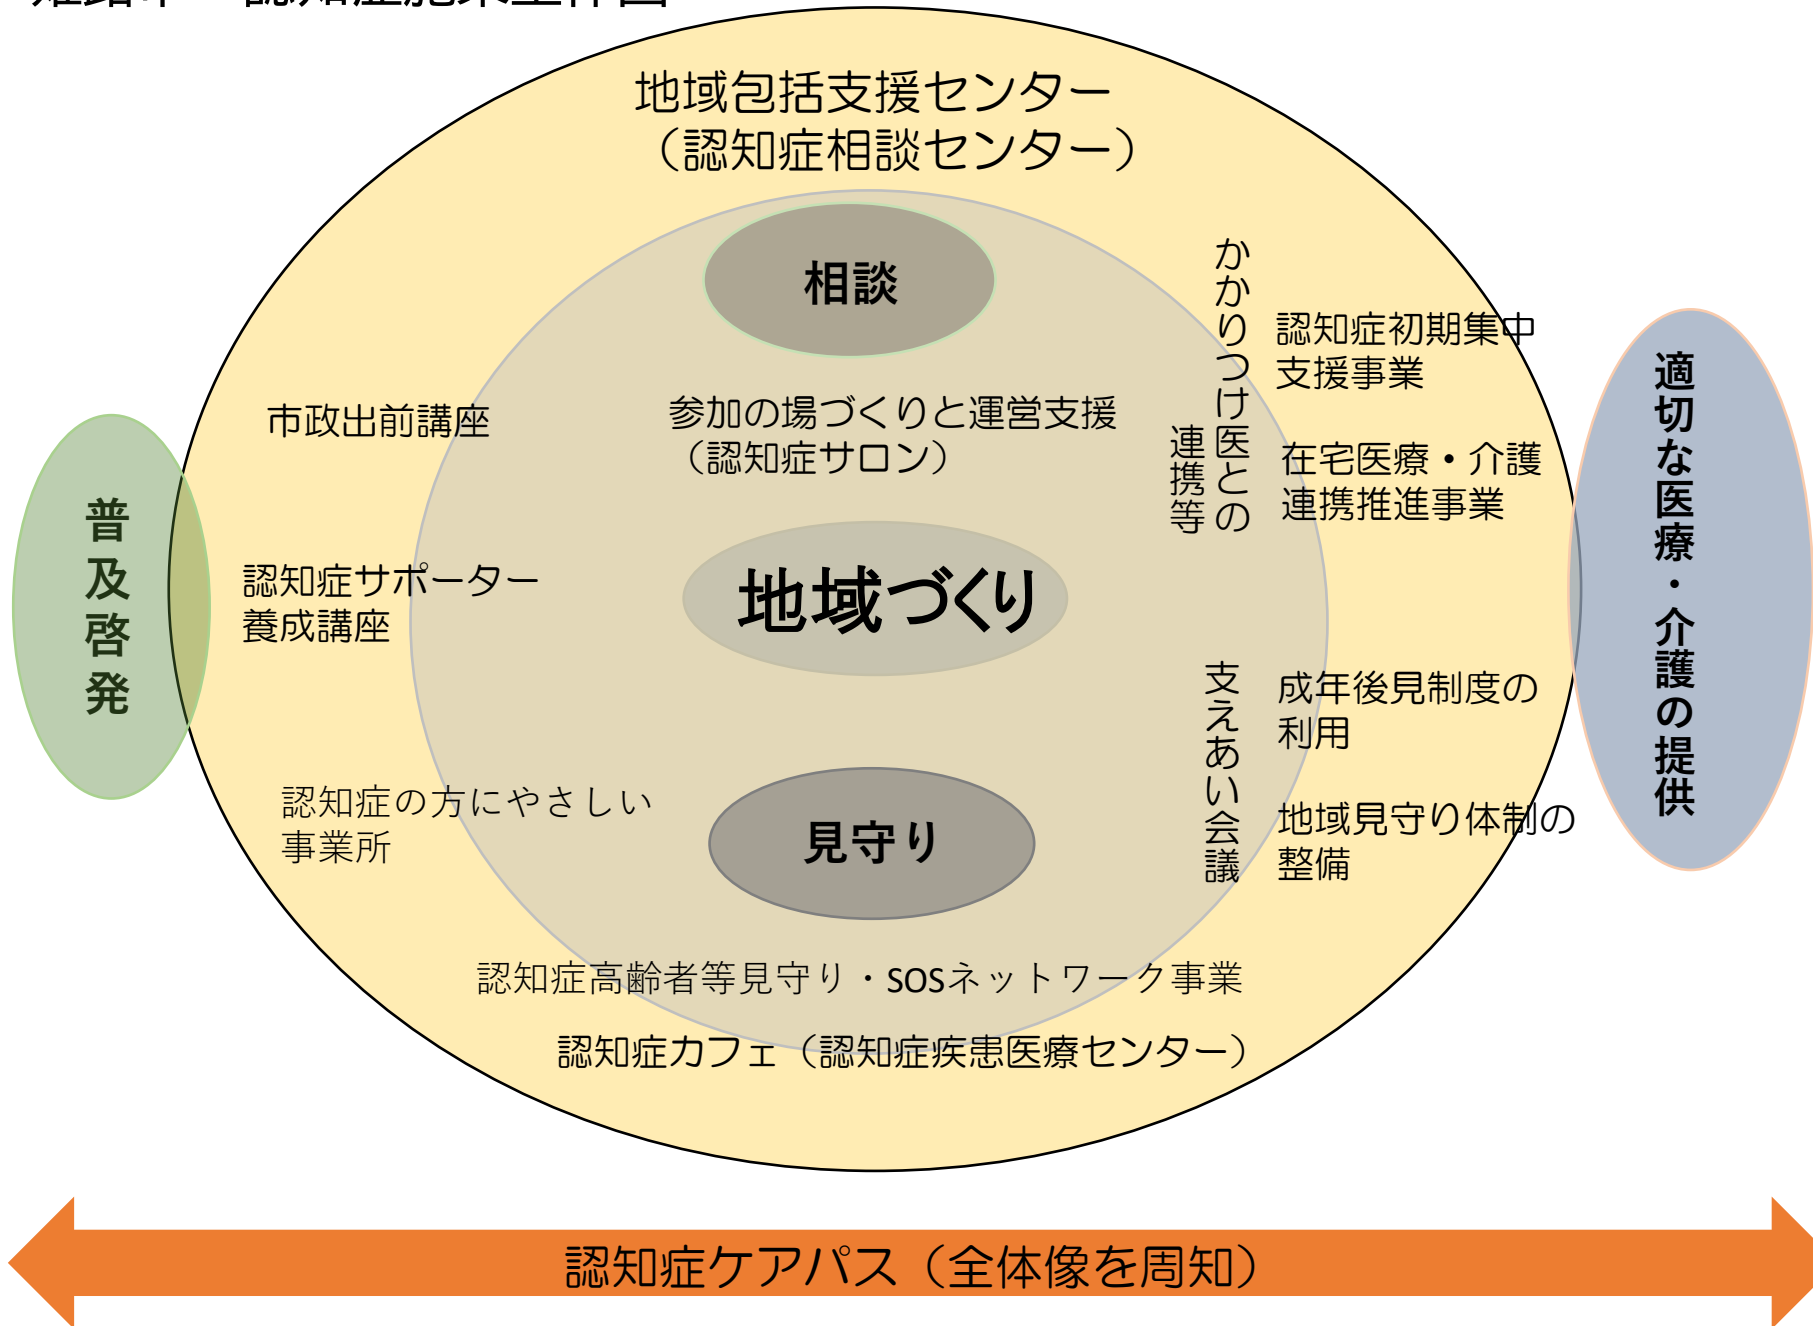 地域包括支援センター
（認知症相談センター）
相談
かかりつけ医との
連携等
認知症初期集中
支援事業
市政出前講座
参加の場づくりと運営支援
（認知症サロン）
在宅医療・介護
連携推進事業
適切な医療・介護の提供
普及啓発
認知症サポーター
養成講座
地域づくり
支えあい会議
成年後見制度の
利用
認知症の方にやさしい
事業所
見守り
地域見守り体制の
整備
認知症高齢者等見守り・SOSネットワーク事業
認知症カフェ（認知症疾患医療センター）
認知症ケアパス（全体像を周知）